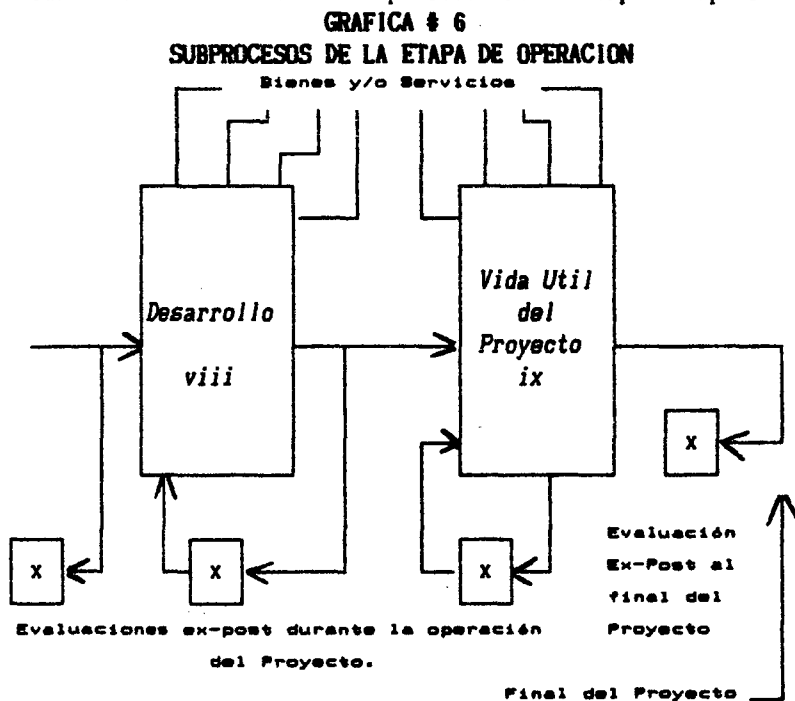 GRAFICA # 6
SUBPROCESOS DE LA ETAPA DE OPERACION
Bienes y/o Servicios
Desarrollo
viii
Vida Util
del
Proyecto
ix
X
X
X
X
Evaluaciones ex-post durante la operación
del Proyecto.
Evaluación
Ex-Post al
final del
Proyecto
Final del Proyecto